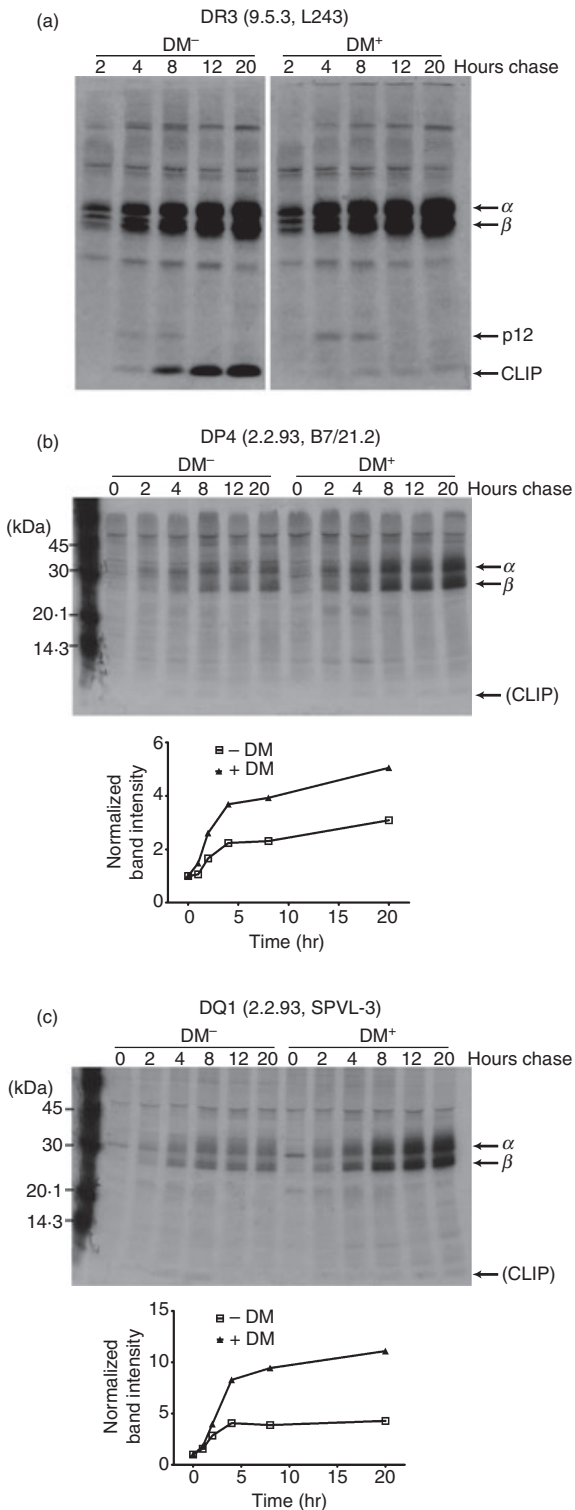 (a)
DR3 (9.5.3, L243)
DM⁻ DM⁺
2 4 8 12 20 2 4 8 12 20 Hours chase
α
β
p12
CLIP
(b)
DP4 (2.2.93, B7/21.2)
DM⁻ DM⁺
0 2 4 8 12 20 0 2 4 8 12 20 Hours chase
(kDa)
45
30
20·1
14·3
α
β
(CLIP)
6
4
2
0
Normalized
band intensity
– DM
+ DM
0 5 10 15 20
Time (hr)
(c)
DQ1 (2.2.93, SPVL-3)
DM⁻ DM⁺
0 2 4 8 12 20 0 2 4 8 12 20 Hours chase
(kDa)
45
30
20·1
14·3
α
β
(CLIP)
15
10
5
0
Normalized
band intensity
– DM
+ DM
0 5 10 15 20
Time (hr)